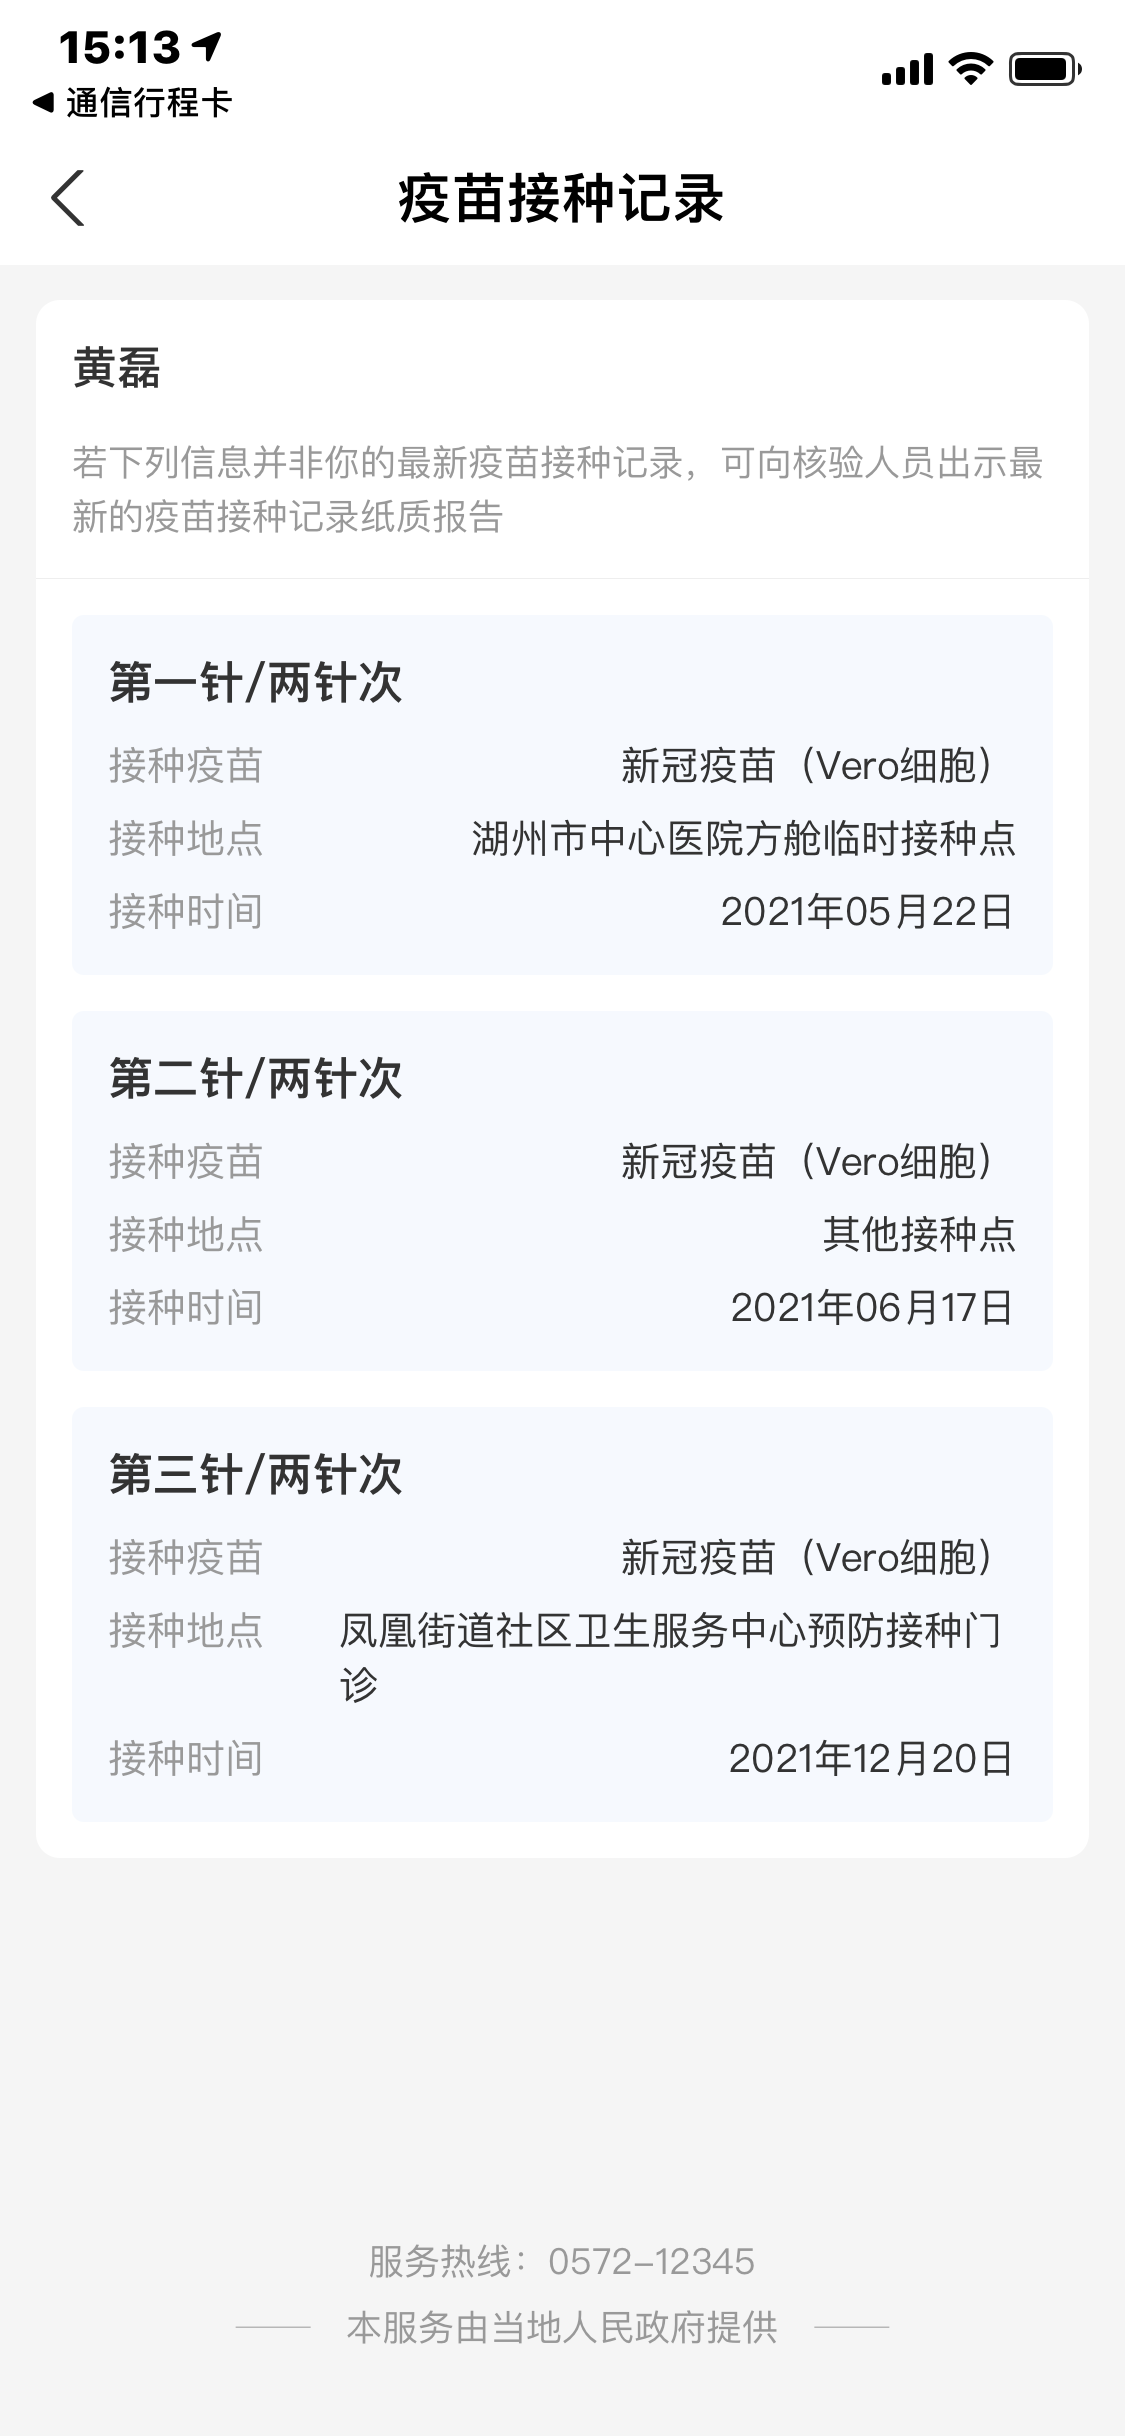 15:13
通信行程卡
疫苗接种记录
黄磊
若下列信息并非你的最新疫苗接种记录，可向核验人员出示最
新的疫苗接种记录纸质报告
第一针/两针次
接种疫苗 新冠疫苗（Vero细胞）
接种地点 湖州市中心医院方舱临时接种点
接种时间 2021年05月22日
第二针/两针次
接种疫苗 新冠疫苗（Vero细胞）
接种地点 其他接种点
接种时间 2021年06月17日
第三针/两针次
接种疫苗 新冠疫苗（Vero细胞）
接种地点 凤凰街道社区卫生服务中心预防接种门
诊
接种时间 2021年12月20日
服务热线：0572-12345
本服务由当地人民政府提供